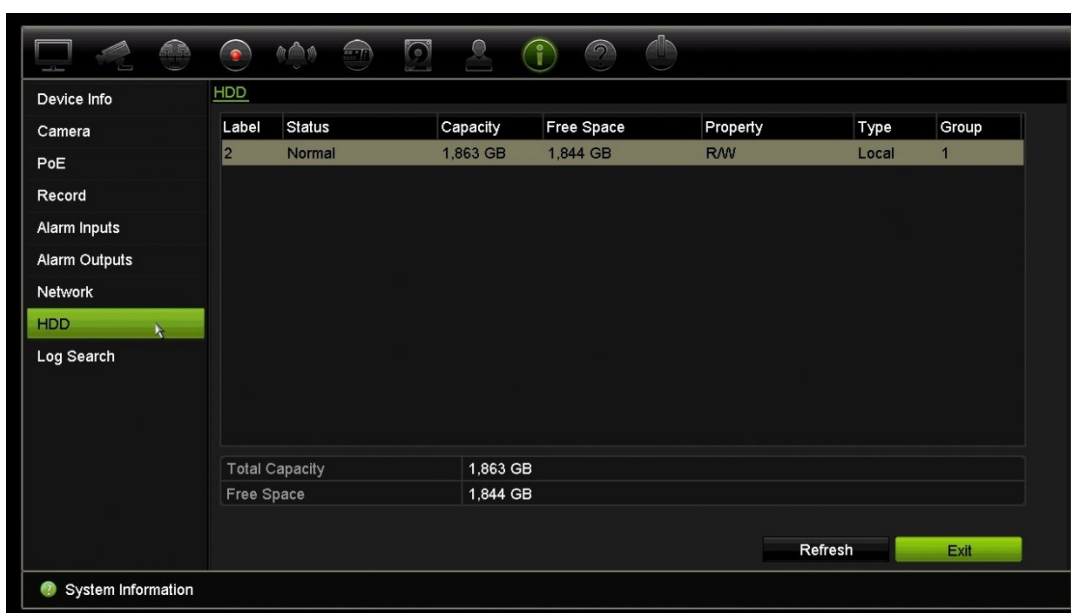 Device Info
Camera
PoE
Record
Alarm Inputs
Alarm Outputs
Network
HDD
Log Search
HDD
Label Status Capacity Free Space Property Type Group
2 Normal 1,863 GB 1,844 GB R/W Local 1
Total Capacity 1,863 GB
Free Space 1,844 GB
Refresh Exit
? System Information